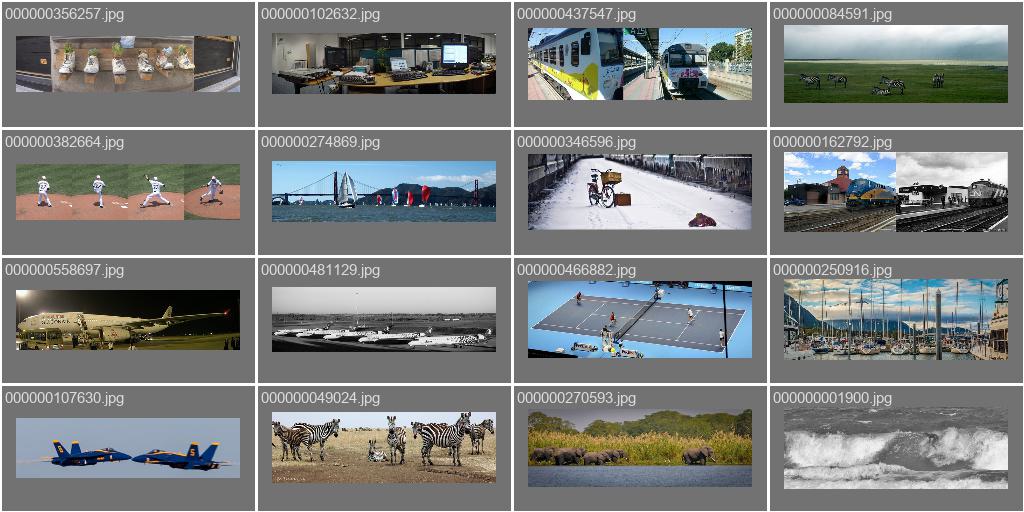 000000356257.jpg
000000102632.jpg
000000437547.jpg
000000084591.jpg
000000382664.jpg
000000274869.jpg
000000346596.jpg
000000162792.jpg
000000558697.jpg
000000481129.jpg
000000466882.jpg
000000250916.jpg
000000107630.jpg
000000049024.jpg
000000270593.jpg
000000001900.jpg